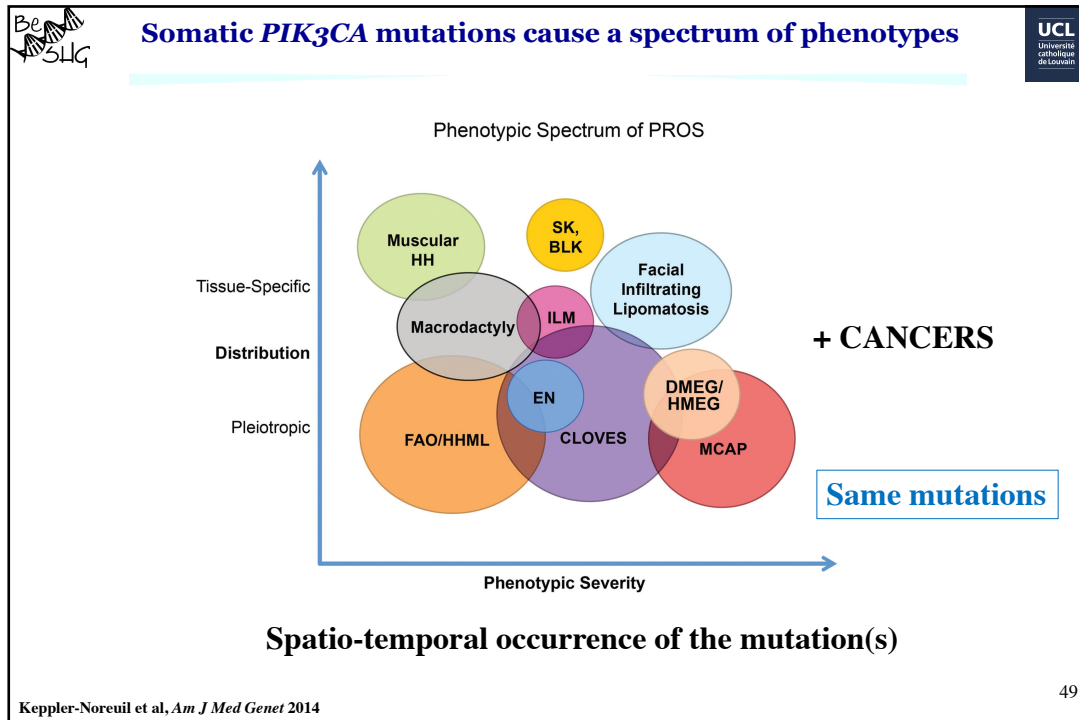 Be
SHG
Somatic PIK3CA mutations cause a spectrum of phenotypes
UCL
Université
catholique
de Louvain
Phenotypic Spectrum of PROS
Muscular
HH
SK,
BLK
Facial
Infiltrating
Lipomatosis
Tissue-Specific
Macrodactyly
ILM
+ CANCERS
Distribution
EN
DMEG/
HMEG
Pleiotropic
FAO/HHML
CLOVES
MCAP
Same mutations
Phenotypic Severity
Spatio-temporal occurrence of the mutation(s)
Keppler-Noreuil et al, Am J Med Genet 2014
49